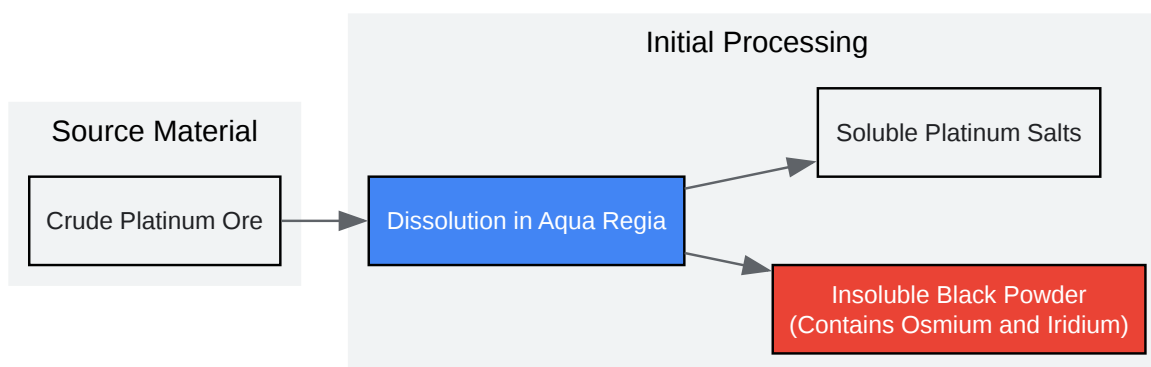 Initial Processing
Source Material
Soluble Platinum Salts
Crude Platinum Ore
Dissolution in Aqua Regia
Insoluble Black Powder
(Contains Osmium and Iridium)